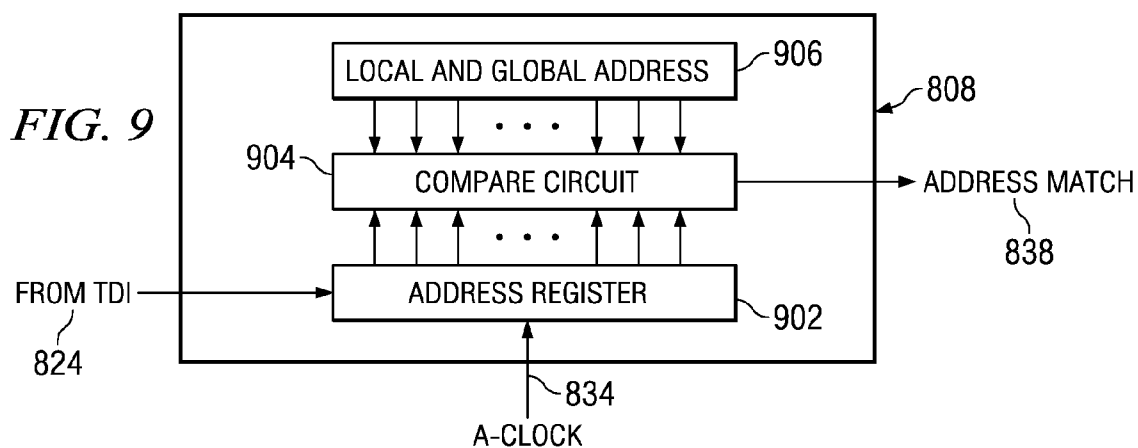 FIG. 9
LOCAL AND GLOBAL ADDRESS
906
808
• • •
904
COMPARE CIRCUIT
ADDRESS MATCH
838
• • •
FROM TDI
824
ADDRESS REGISTER
902
834
A-CLOCK